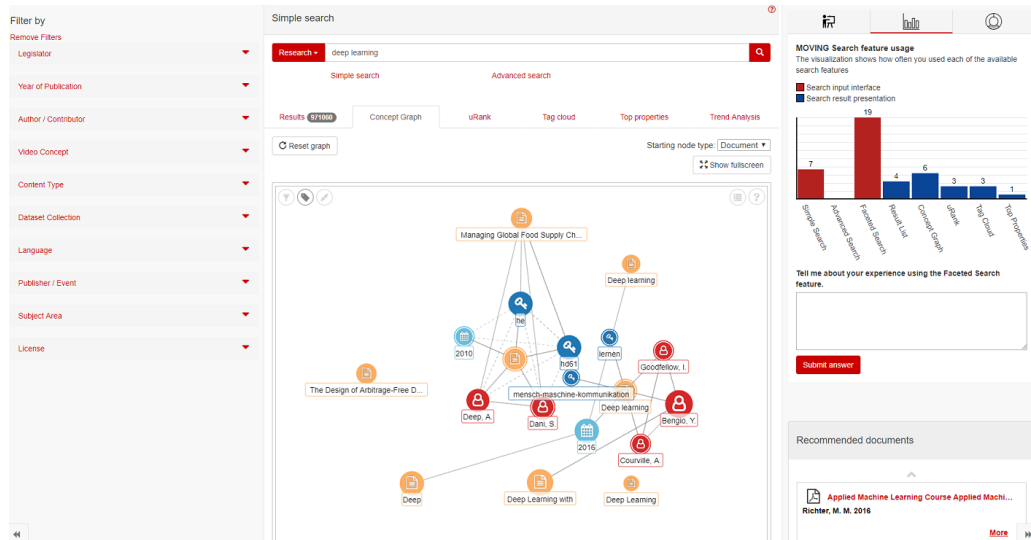 Filter by
Remove Filters
Legislator
Year of Publication
Author / Contributor
Video Concept
Content Type
Dataset Collection
Language
Publisher / Event
Subject Area
License
Simple search
?
Research
deep learning
Simple search
Advanced search
Results 971060
Concept Graph
uRank
Tag cloud
Top properties
Trend Analysis
Reset graph
Starting node type: Document
Show fullscreen
?
Managing Global Food Supply Ch...
Deep learning
he
2010
hd61
lernen
Goodfellow, I.
The Design of Arbitrage-Free D...
mensch-maschine-kommunikation
Deep, A.
Dani, S.
Deep learning
Bengio, Y.
2016
Courville, A.
Deep
Deep Learning with
Deep Learning
MOVING Search feature usage
The visualization shows how often you used each of the available
search features
Search input interface
Search result presentation
19
7
4
6
3
3
1
Simple Search
Advanced Search
Faceted Search
Result List
Concept Graph
uRank
Tag Cloud
Top Properties
Tell me about your experience using the Faceted Search
feature.
Submit answer
Recommended documents
Applied Machine Learning Course Applied Machi...
Richter, M. M. 2016
More